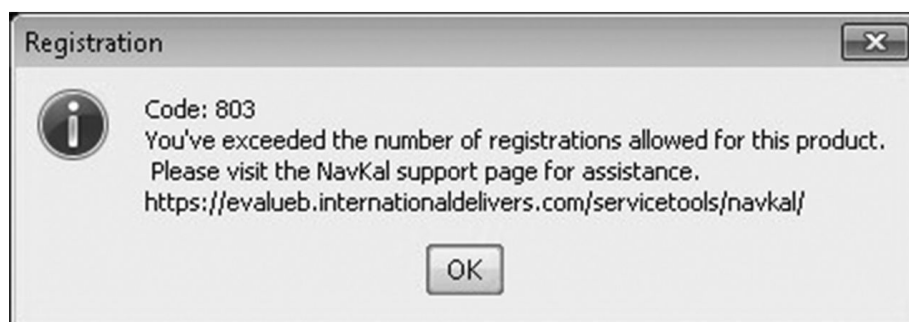 Registration
Code: 803
You've exceeded the number of registrations allowed for this product.
Please visit the NavKal support page for assistance.
https://evalueb.internationaldelivers.com/servicetools/navkal/
OK